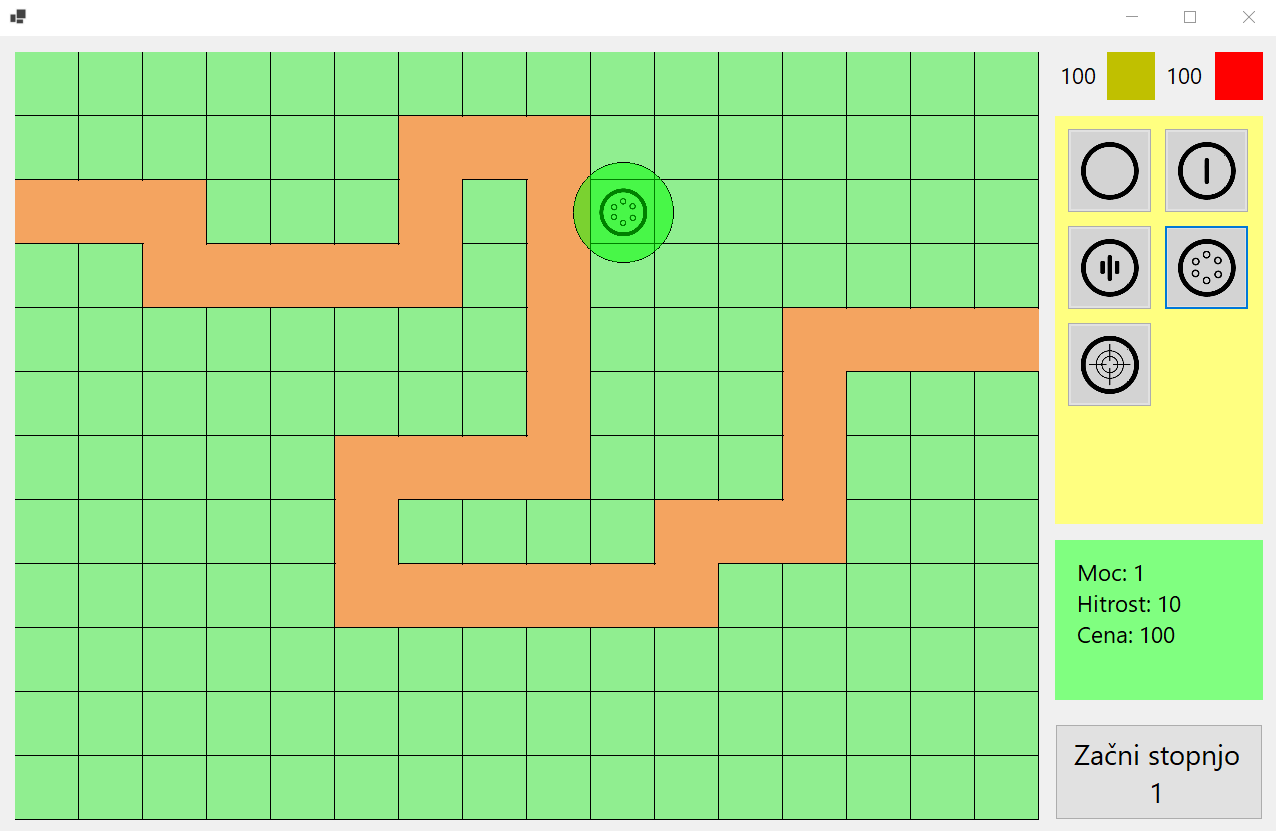 100 100
Moc: 1
Hitrost: 10
Cena: 100
Začni stopnjo
1